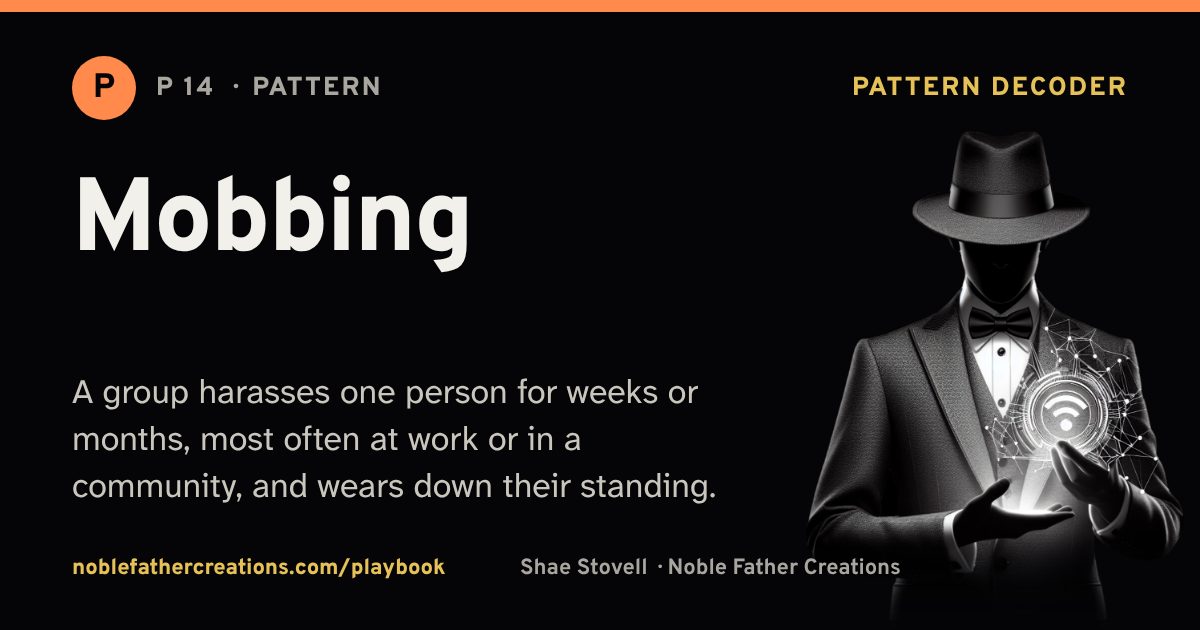 P
P 14 · PATTERN
PATTERN DECODER
Mobbing
A group harasses one person for weeks or
months, most often at work or in a
community, and wears down their standing.
noblefathercreations.com/playbook
Shae Stovell · Noble Father Creations